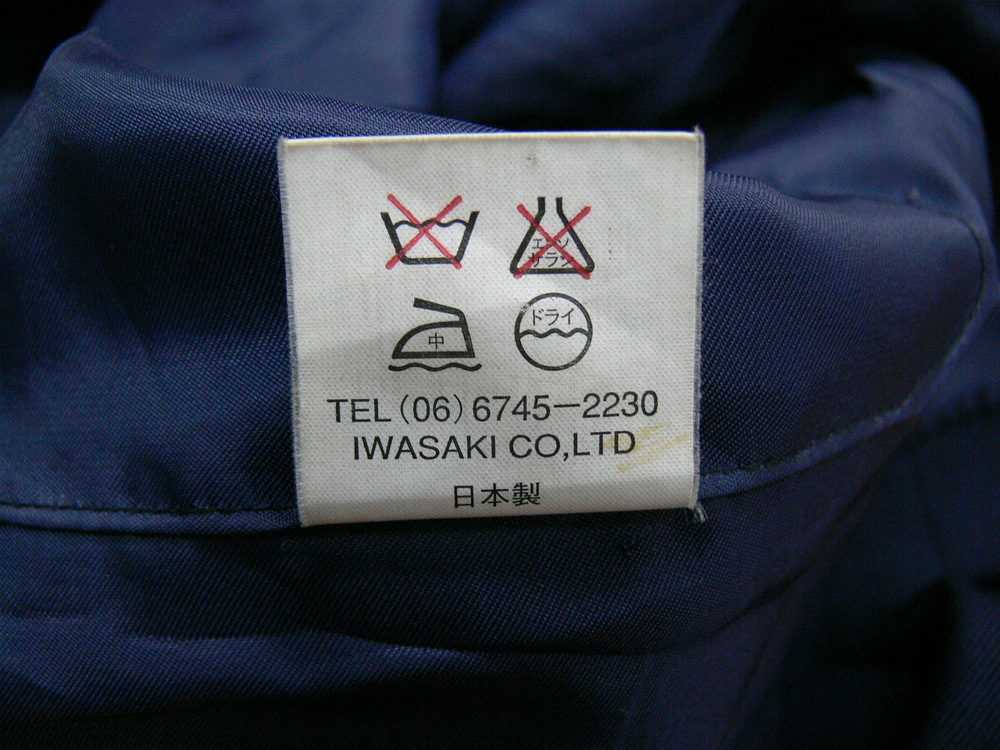 エンソ
サラシ
中
ドライ
TEL(06)6745−2230
IWASAKI CO,LTD
日本製